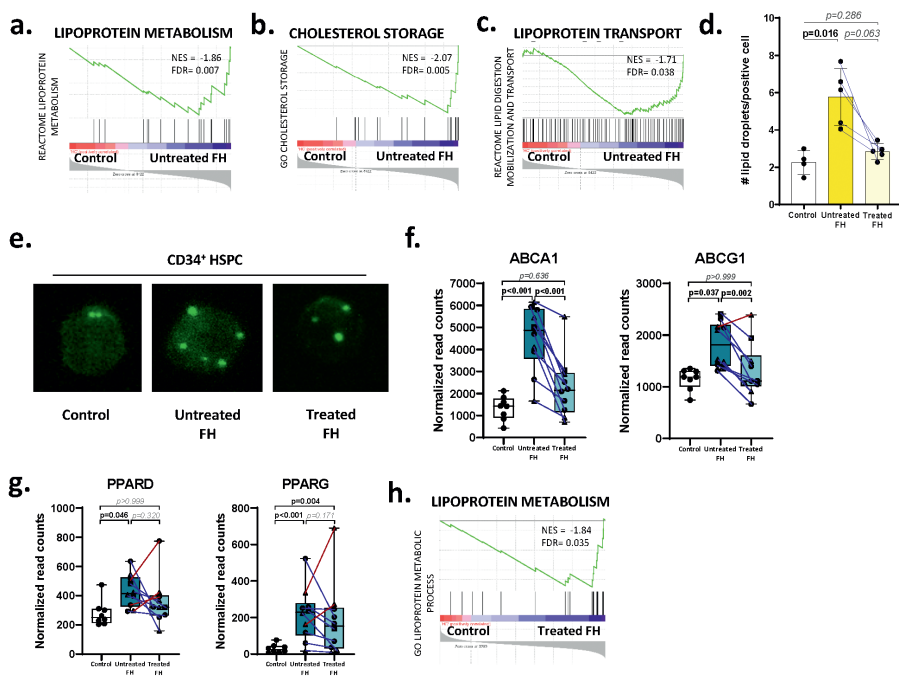 a.
LIPOPROTEIN METABOLISM
NES = -1.86
FDR= 0.007
REACTOME LIPOPROTEIN
METABOLISM
Control
Untreated FH
b.
CHOLESTEROL STORAGE
NES = -2.07
FDR= 0.005
GO CHOLESTEROL STORAGE
Control
Untreated FH
c.
LIPOPROTEIN TRANSPORT
NES = -1.71
FDR= 0.038
REACTOME LIPID DIGESTION
MOBILIZATION AND TRANSPORT
Control
Untreated FH
d.
p=0.286
p=0.016
p=0.063
# lipid droplets/positive cell
10
8
6
4
2
0
Control
Untreated
FH
Treated
FH
e.
CD34+ HSPC
Control
Untreated
FH
Treated
FH
f.
ABCA1
p=0.636
p<0.001
p<0.001
Normalized read counts
7000
6000
5000
4000
3000
2000
1000
0
Control
Untreated
FH
Treated
FH
ABCG1
p>0.999
p=0.037
p=0.002
Normalized read counts
3000
2000
1000
0
Control
Untreated
FH
Treated
FH
g.
PPARD
p>0.999
p=0.046
p=0.320
Normalized read counts
1000
800
600
400
200
0
Control
Untreated
FH
Treated
FH
PPARG
p=0.004
p<0.001
p=0.171
Normalized read counts
800
600
400
200
0
Control
Untreated
FH
Treated
FH
h.
LIPOPROTEIN METABOLISM
NES = -1.84
FDR= 0.035
GO LIPOPROTEIN METABOLIC
PROCESS
Control
Treated FH